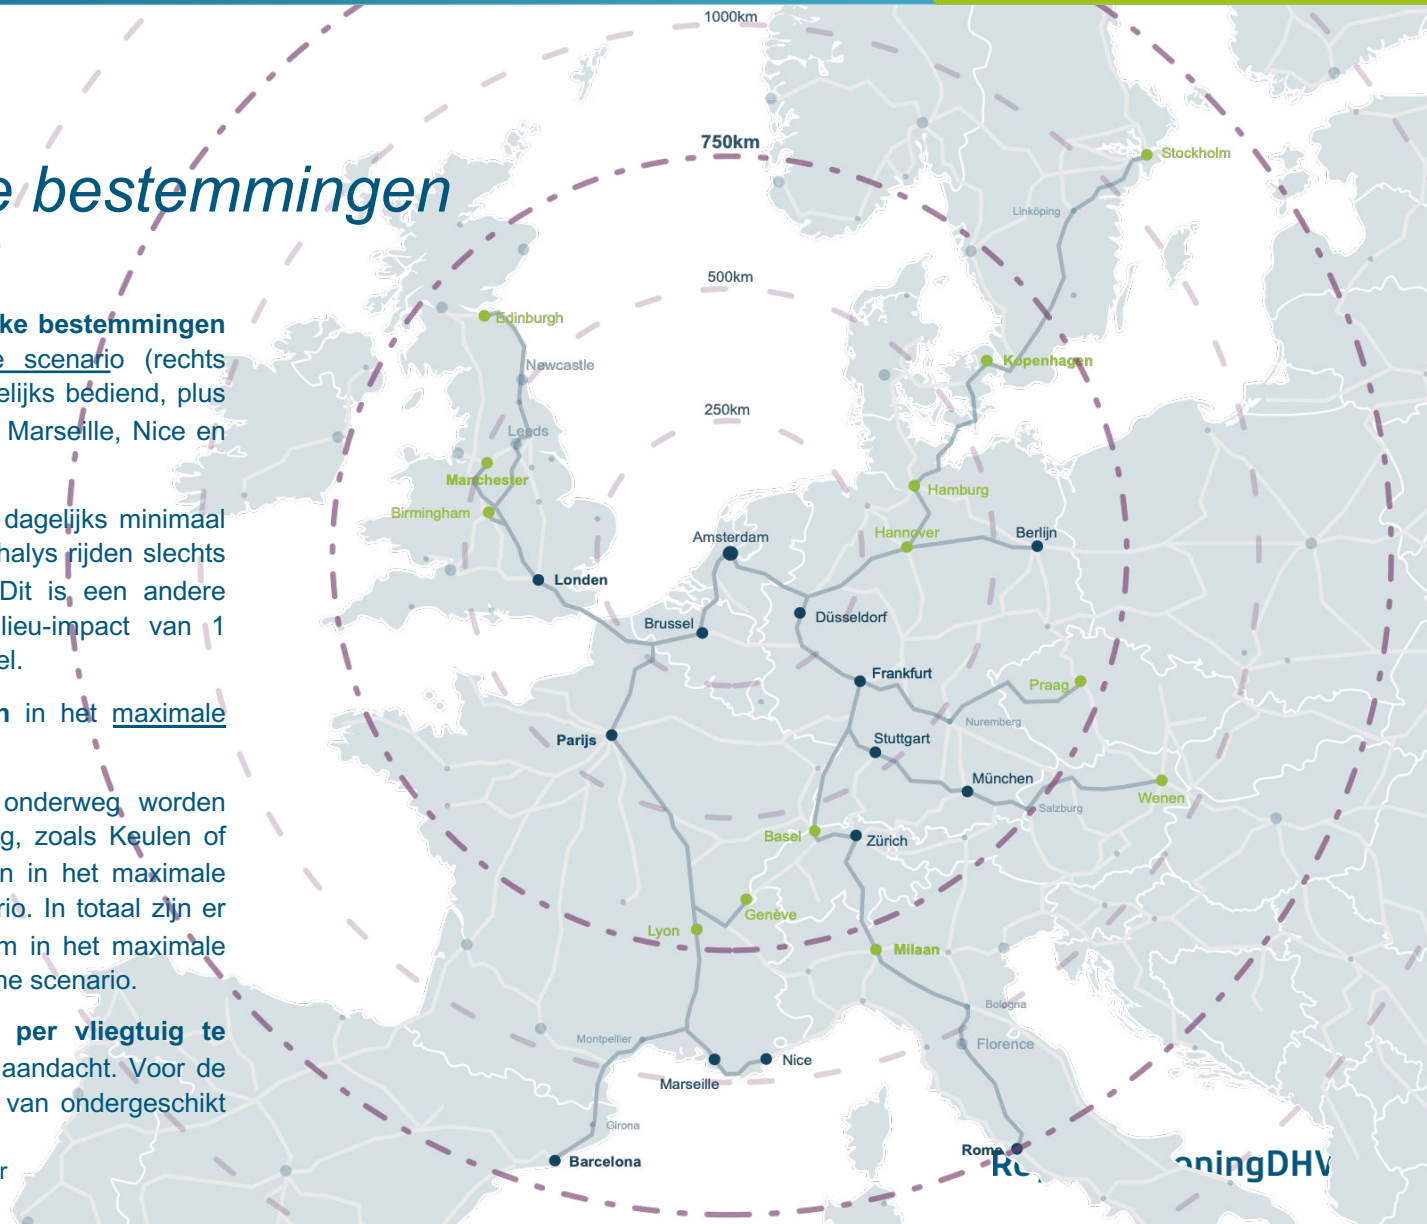 e bestemmingen
ke bestemmingen
e scenario (rechts
elijks bediend, plus
Marseille, Nice en
dagelijks minimaal
halys rijden slechts
Dit is een andere
lieu-impact van 1
el.
n in het maximale
onderweg worden
g, zoals Keulen of
n in het maximale
rio. In totaal zijn er
m in het maximale
ne scenario.
per vliegtuig te
aandacht. Voor de
van ondergeschikt
r
1000km
750km
500km
250km
Stockholm
Linköping
Edinburgh
Newcastle
Kopenhagen
Leeds
Manchester
Birmingham
Hamburg
Hannover
Berlijn
Amsterdam
Londen
Brussel
Düsseldorf
Frankfurt
Praag
Nuremberg
Parijs
Stuttgart
München
Salzburg
Wenen
Basel
Zürich
Genève
Lyon
Milaan
Bologna
Florence
Montpellier
Marseille
Nice
Girona
Barcelona
Rome
ningDHV